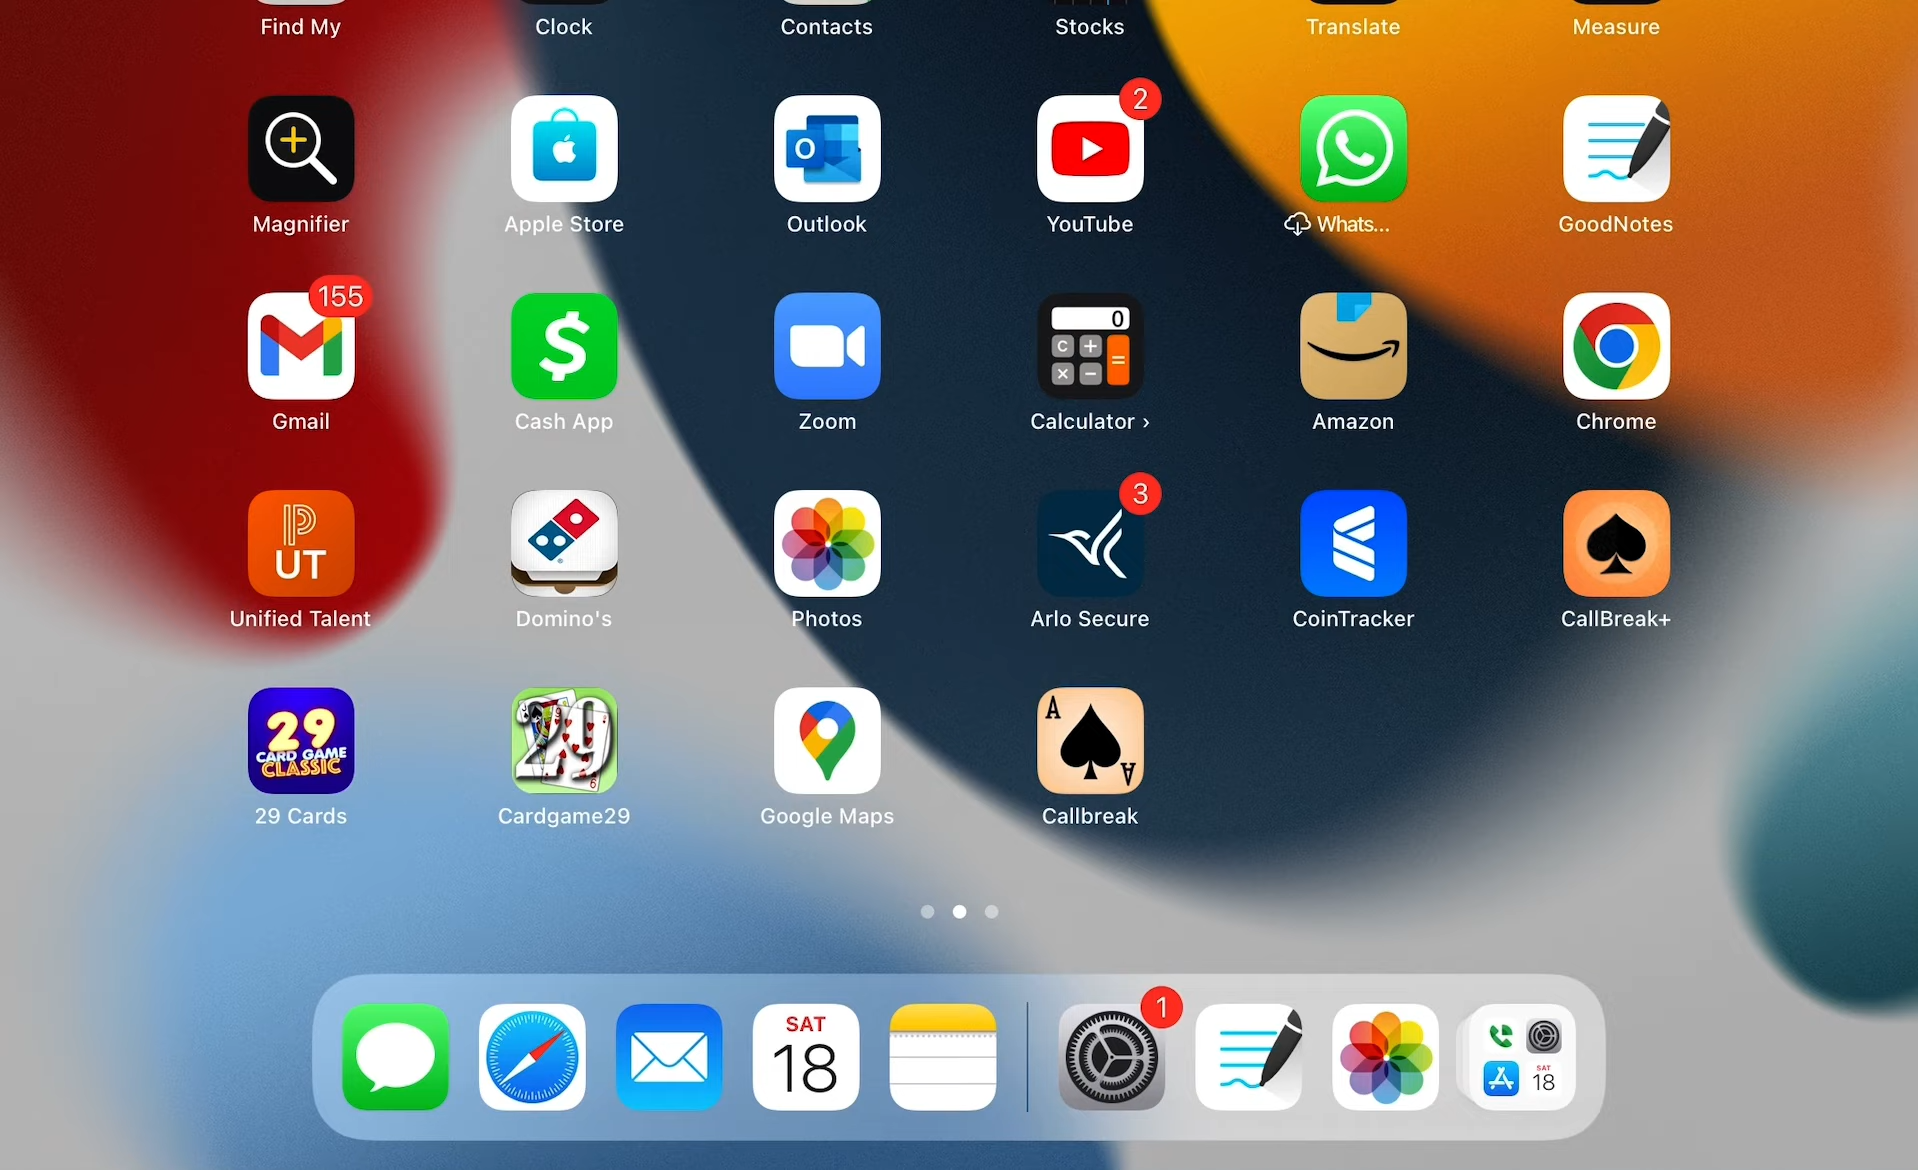 Find My
Clock
Contacts
Stocks
Translate
Measure
2
Magnifier
Apple Store
O
Outlook
YouTube
Whats...
GoodNotes
155
Gmail
$
Cash App
Zoom
0
C + = × −
Calculator ›
Amazon
Chrome
3
P
UT
Unified Talent
Domino's
Photos
Arlo Secure
CoinTracker
CallBreak+
29
CARD GAME
CLASSIC
29 Cards
29
9
Cardgame29
Google Maps
A
A
Callbreak
SAT
18
1
SAT
18